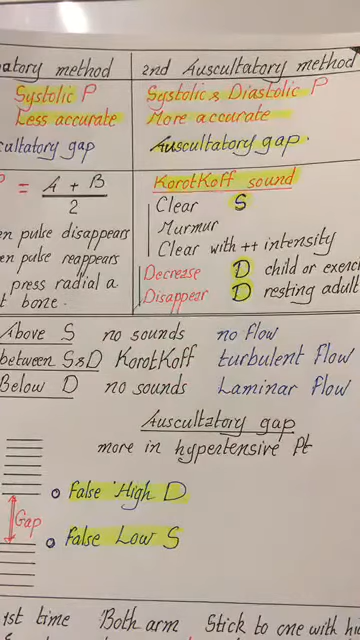 atory method
2nd Auscultatory method
Systolic P
Less accurate
cultatory gap
Systolic & Diastolic P
More accurate
Auscultatory gap.
P = A + B / 2
en pulse disappears
en pulse reappears
press radial a
t bone.
KorotKoff sound
Clear S
Murmur
Clear with ++ intensity
Decrease D child or exerc
Disappear D resting adult
Above S no sounds no flow
between S&D KorotKoff turbulent flow
Below D no sounds Laminar flow
Auscultatory gap
more in hypertensive Pt
Gap
False High D
False Low S
1st time Both arm Stick to one with hi